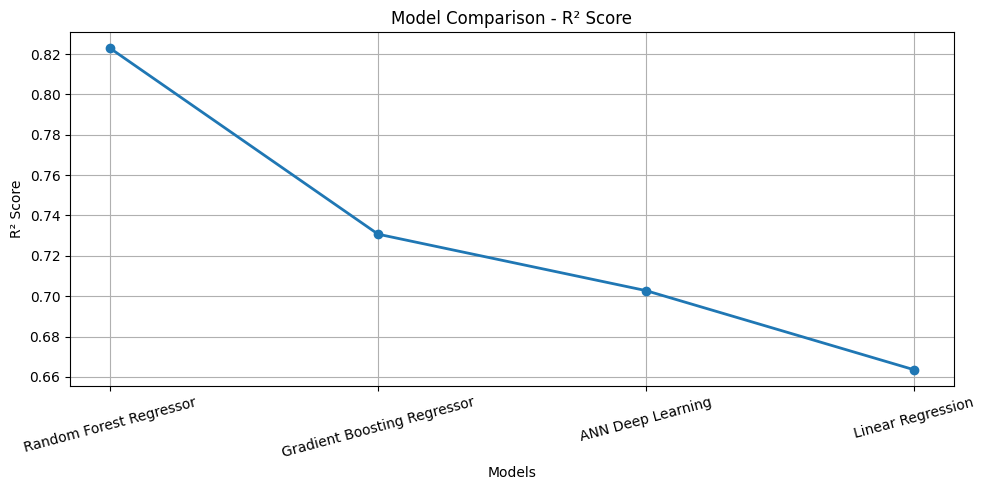 Model Comparison - R² Score
R² Score
0.82
0.80
0.78
0.76
0.74
0.72
0.70
0.68
0.66
Random Forest Regressor
Gradient Boosting Regressor
ANN Deep Learning
Linear Regression
Models